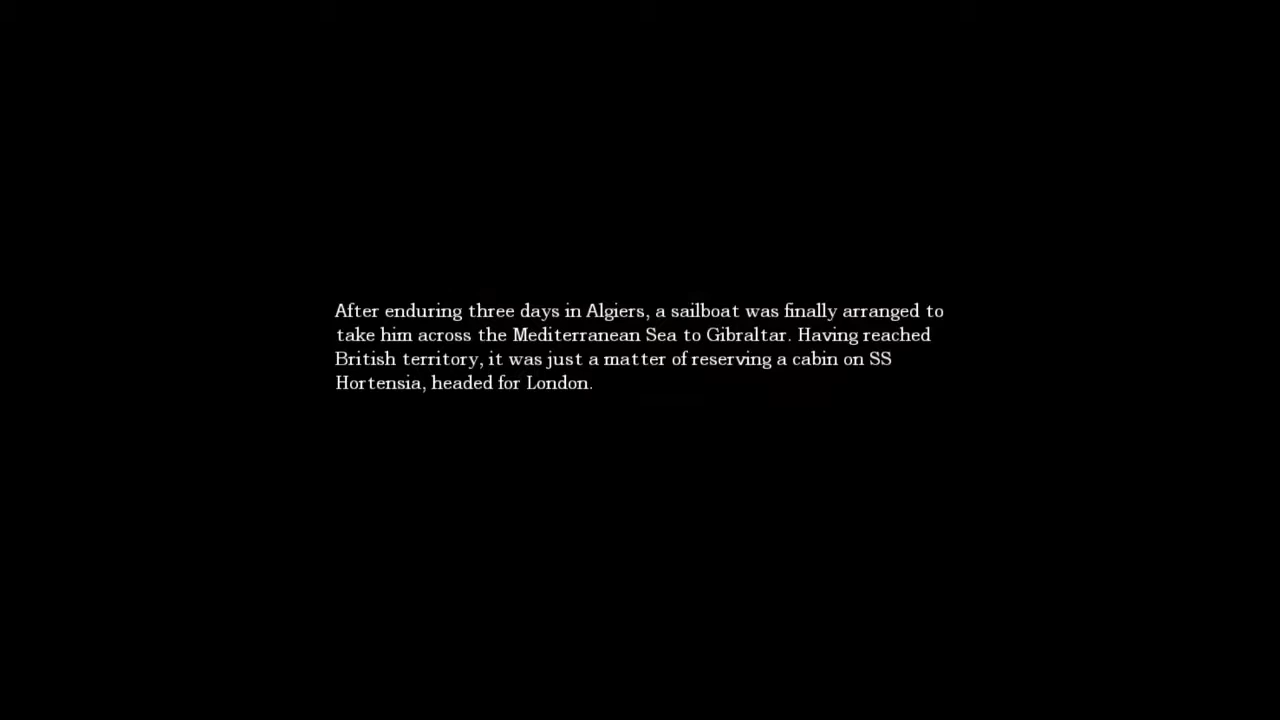 After enduring three days in Algiers, a sailboat was finally arranged to
take him across the Mediterranean Sea to Gibraltar. Having reached
British territory, it was just a matter of reserving a cabin on SS
Hortensia, headed for London.